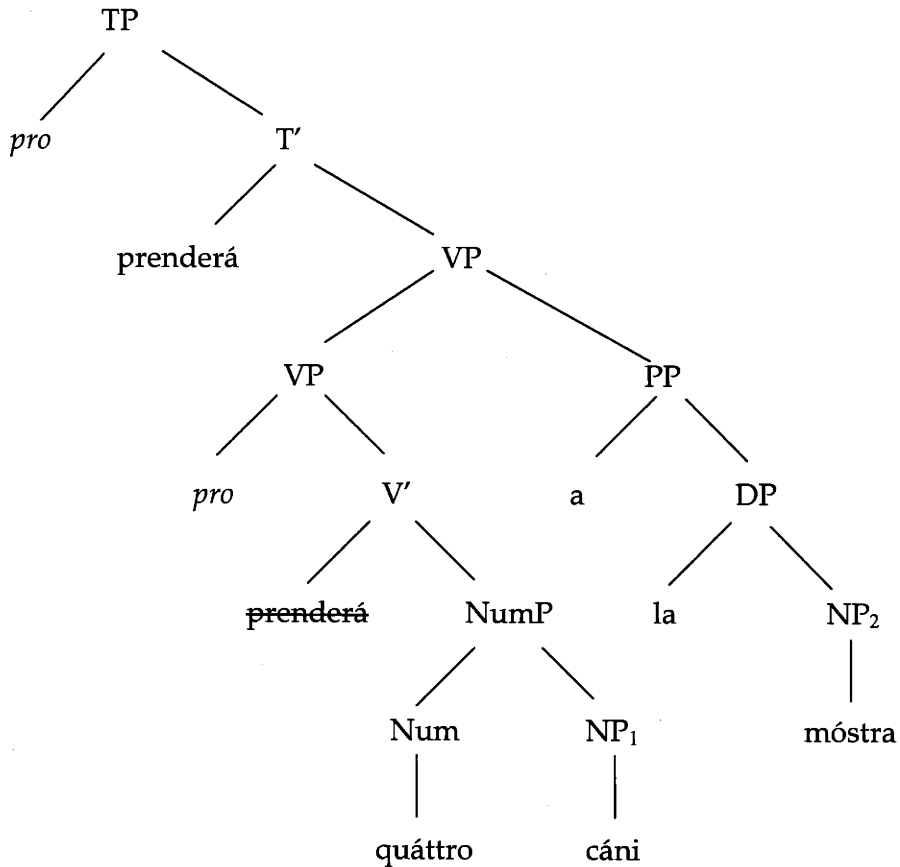 TP
pro T′
prenderá VP
VP PP
pro V′ a DP
~~prenderá~~ NumP la NP₂
Num NP₁ móstra
quáttro cáni